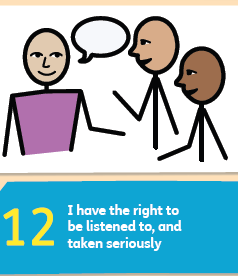 12
I have the right to
be listened to, and
taken seriously